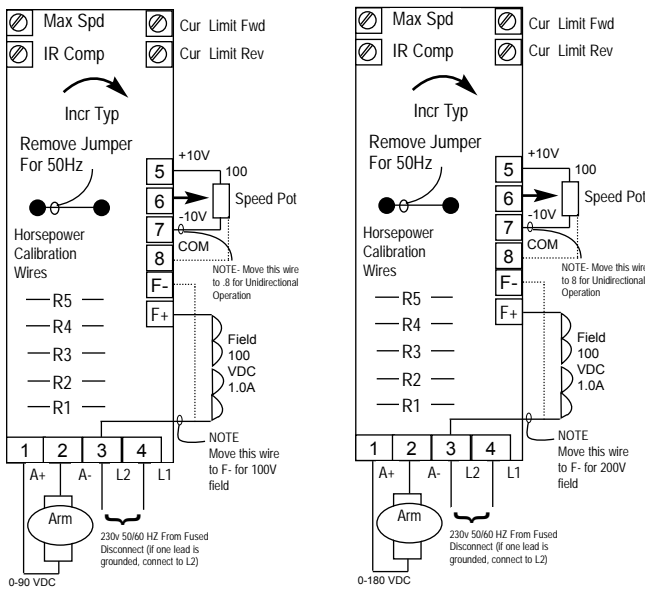 Max Spd
Cur Limit Fwd
IR Comp
Cur Limit Rev
Incr Typ
Remove Jumper
For 50Hz
+10V
5
100
6
Speed Pot
-10V
7
COM
8
Horsepower
Calibration
Wires
NOTE- Move this wire
to .8 for Unidirectional
Operation
F-
F+
R5
R4
R3
R2
R1
Field
100
VDC
1.0A
NOTE
Move this wire
to F- for 100V
field
1 2 3 4
A+ A- L2 L1
Arm
230v 50/60 HZ From Fused
Disconnect (if one lead is
grounded, connect to L2)
0-90 VDC
Max Spd
Cur Limit Fwd
IR Comp
Cur Limit Rev
Incr Typ
Remove Jumper
For 50Hz
+10V
5
100
6
Speed Pot
-10V
7
COM
8
Horsepower
Calibration
Wires
NOTE- Move this wire
to 8 for Unidirectional
Operation
F-
F+
R5
R4
R3
R2
R1
Field
100
VDC
1.0A
NOTE
Move this wire
to F- for 200V
field
1 2 3 4
A+ A- L2 L1
Arm
230v 50/60 HZ From Fused
Disconnect (if one lead is
grounded, connect to L2)
0-180 VDC